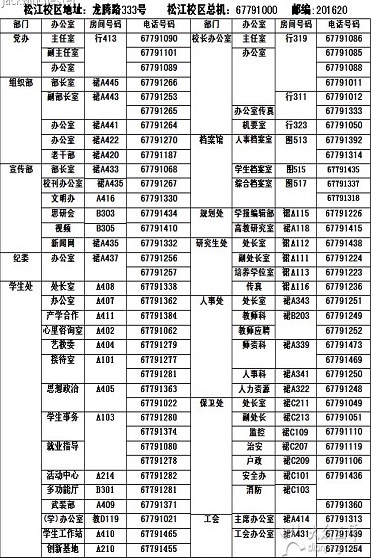 松江校区地址: 龙腾路333号 松江校区总机: 67791000 邮编:201620
部门 办公室 房间号码 电话号码 部门 办公室 房间号码 电话号码
党办 主任室 行413 67791090 校长办公室 主任室 行319 67791086
副主任室 67791101 办公室 67791085
办公室 67791089 67791088
组织部 部长室 裙A445 67791266 67791011
副部长室 裙A443 67791253 行311 67791012
67791265 办公室传真 67791333
办公室 裙A441 67791264 机要室 行323 67791050
办公室 裙A422 67791270 档案馆 人事档案室 图513 67791392
老干部 裙A420 67791187 67791314
宣传部 部长室 裙A433 67791068 学生档案室 图515 67791435
校刊办公室 裙A435 67791267 综合档案室 图517 67791337
文明办 A416 67791330 67791318
思研会 B303 67791434 规划处 学报编辑部 裙A115 67791226
视频 B305 67791410 高教研究室 裙A118 67791415
新闻网 裙A435 67791332 研究生处 处长室 裙A112 67791438
纪委 办公室 裙A437 67791256 副处长室 裙A111 67791224
67791257 培养学位室 裙A113 67791223
学生处 处长室 A408 67791338 传真 裙A116 67791236
办公室 A407 67791362 人事处 处长室 裙A343 67791251
产学合作 A411 67791384 教师科 裙B203 67791249
心里咨询室 A402 67791062 教师应聘 67791252
艺教委 A404 67791279 师资科 裙A339 67791473
接待室 A101 67791277 67791469
67791281 人事科 裙A341 67791250
思想政治 A405 67791363 人力资源 裙A322 67791248
67791022 保卫处 处长室 裙C211 67791049
学生事务 A103 67791280 副处长 裙C213 67791051
67791374 监控 裙C109 67791110
就业指导 67791080 治安 裙C207 67791119
67791278 户政 裙C209 67791106
活动中心 A214 67791282 安全办 裙C101 67791436
多功能厅 B301 67791281 消防 裙C103
武装部 A409 67791371 67791360
(学)办公室 教D119 67791021 工会 主席办公室 裙A414 67791313
学生工作站 A410 67791465 工会办公室 裙A431 67791439
创新基地 A210 67791455 67791254